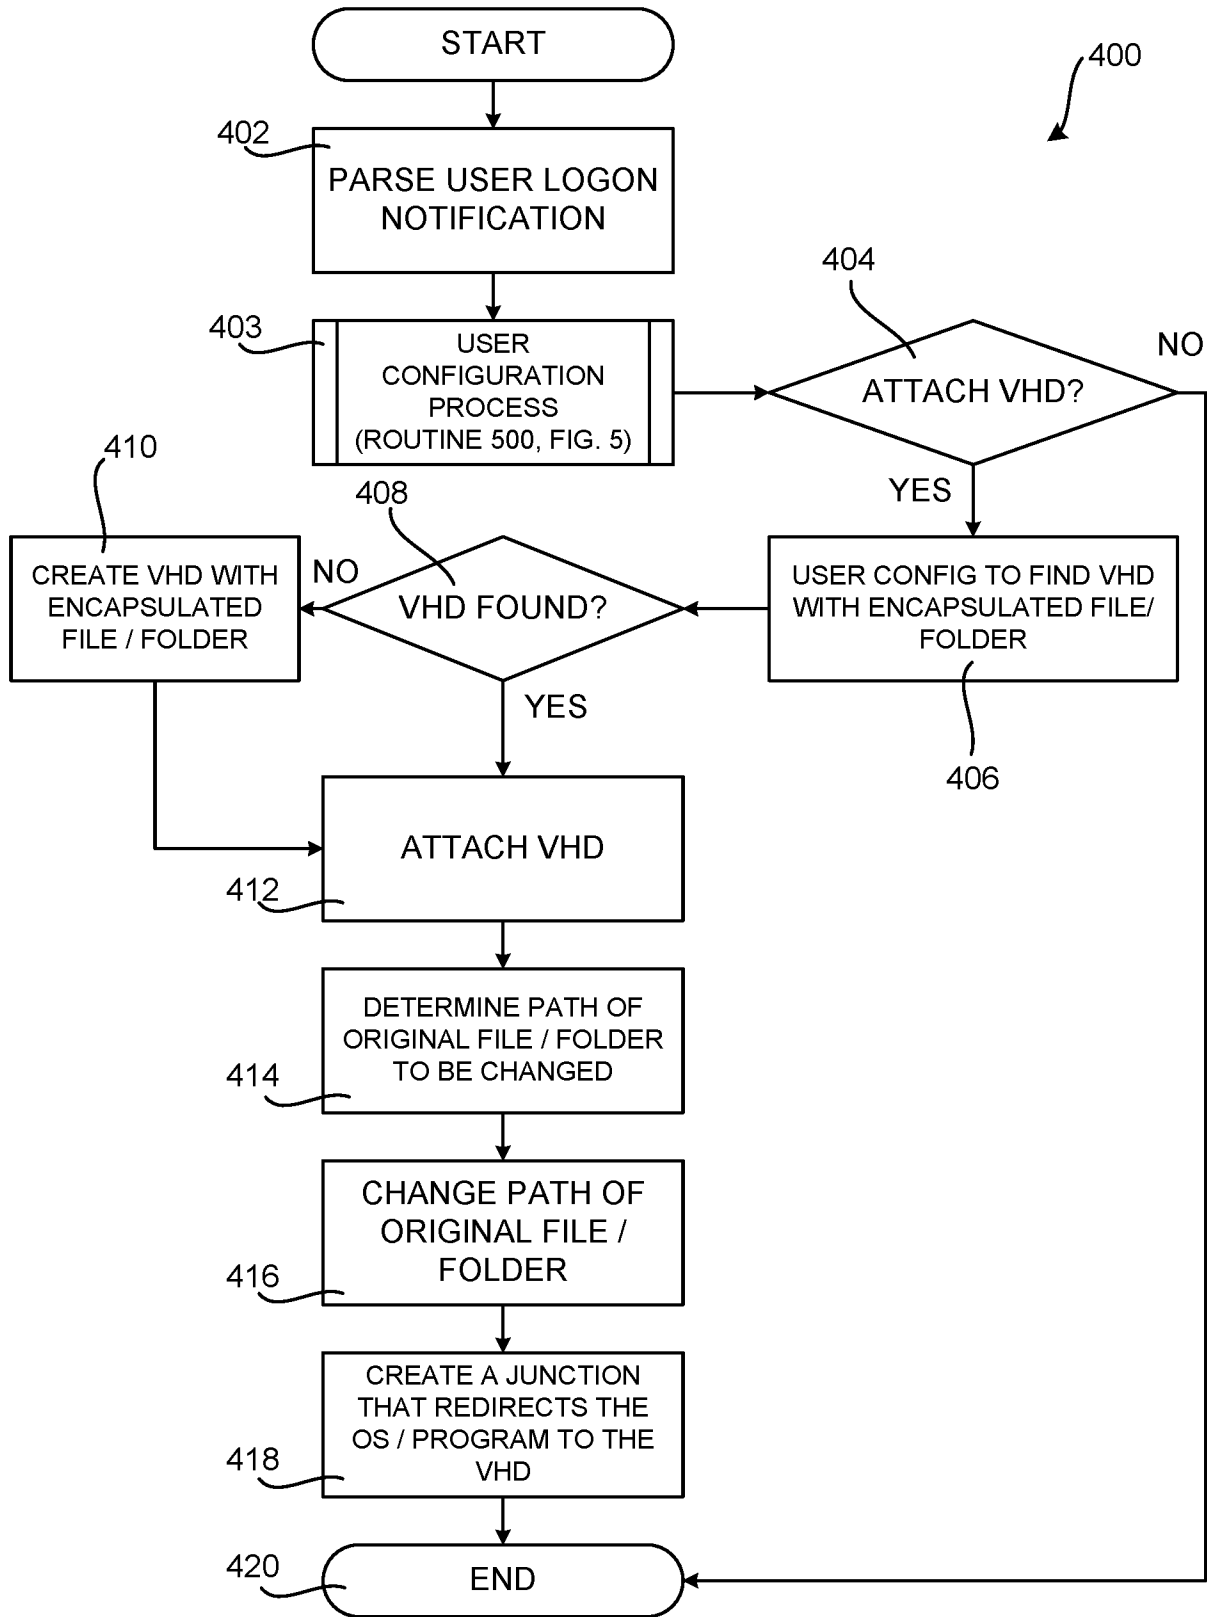 START
400
402
PARSE USER LOGON
NOTIFICATION
404
403
USER
CONFIGURATION
PROCESS
(ROUTINE 500, FIG. 5)
ATTACH VHD?
NO
YES
410
408
CREATE VHD WITH
ENCAPSULATED
FILE / FOLDER
NO
VHD FOUND?
USER CONFIG TO FIND VHD
WITH ENCAPSULATED FILE/
FOLDER
YES
406
ATTACH VHD
412
DETERMINE PATH OF
ORIGINAL FILE / FOLDER
TO BE CHANGED
414
CHANGE PATH OF
ORIGINAL FILE /
FOLDER
416
CREATE A JUNCTION
THAT REDIRECTS THE
OS / PROGRAM TO THE
VHD
418
END
420